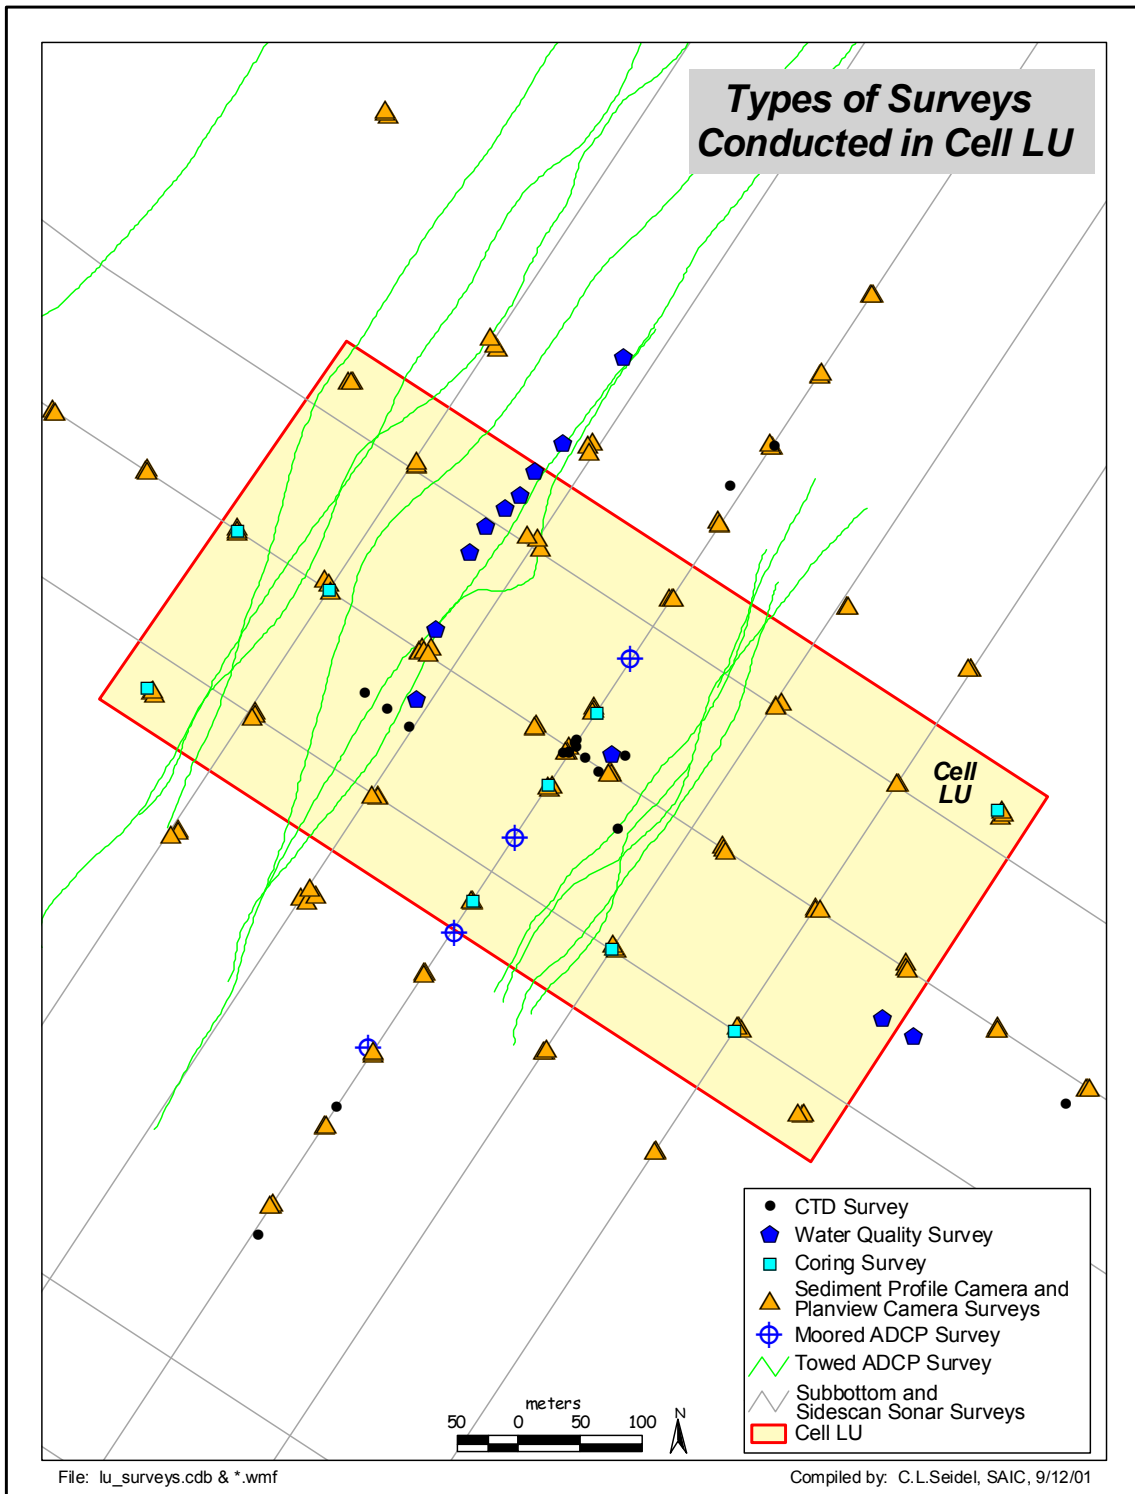 Types of Surveys
Conducted in Cell LU
Cell
LU
CTD Survey
Water Quality Survey
Coring Survey
Sediment Profile Camera and
Planview Camera Surveys
Moored ADCP Survey
Towed ADCP Survey
Subbottom and
Sidescan Sonar Surveys
Cell LU
meters
50 0 50 100
N
File: lu_surveys.cdb & *.wmf
Compiled by: C.L.Seidel, SAIC, 9/12/01